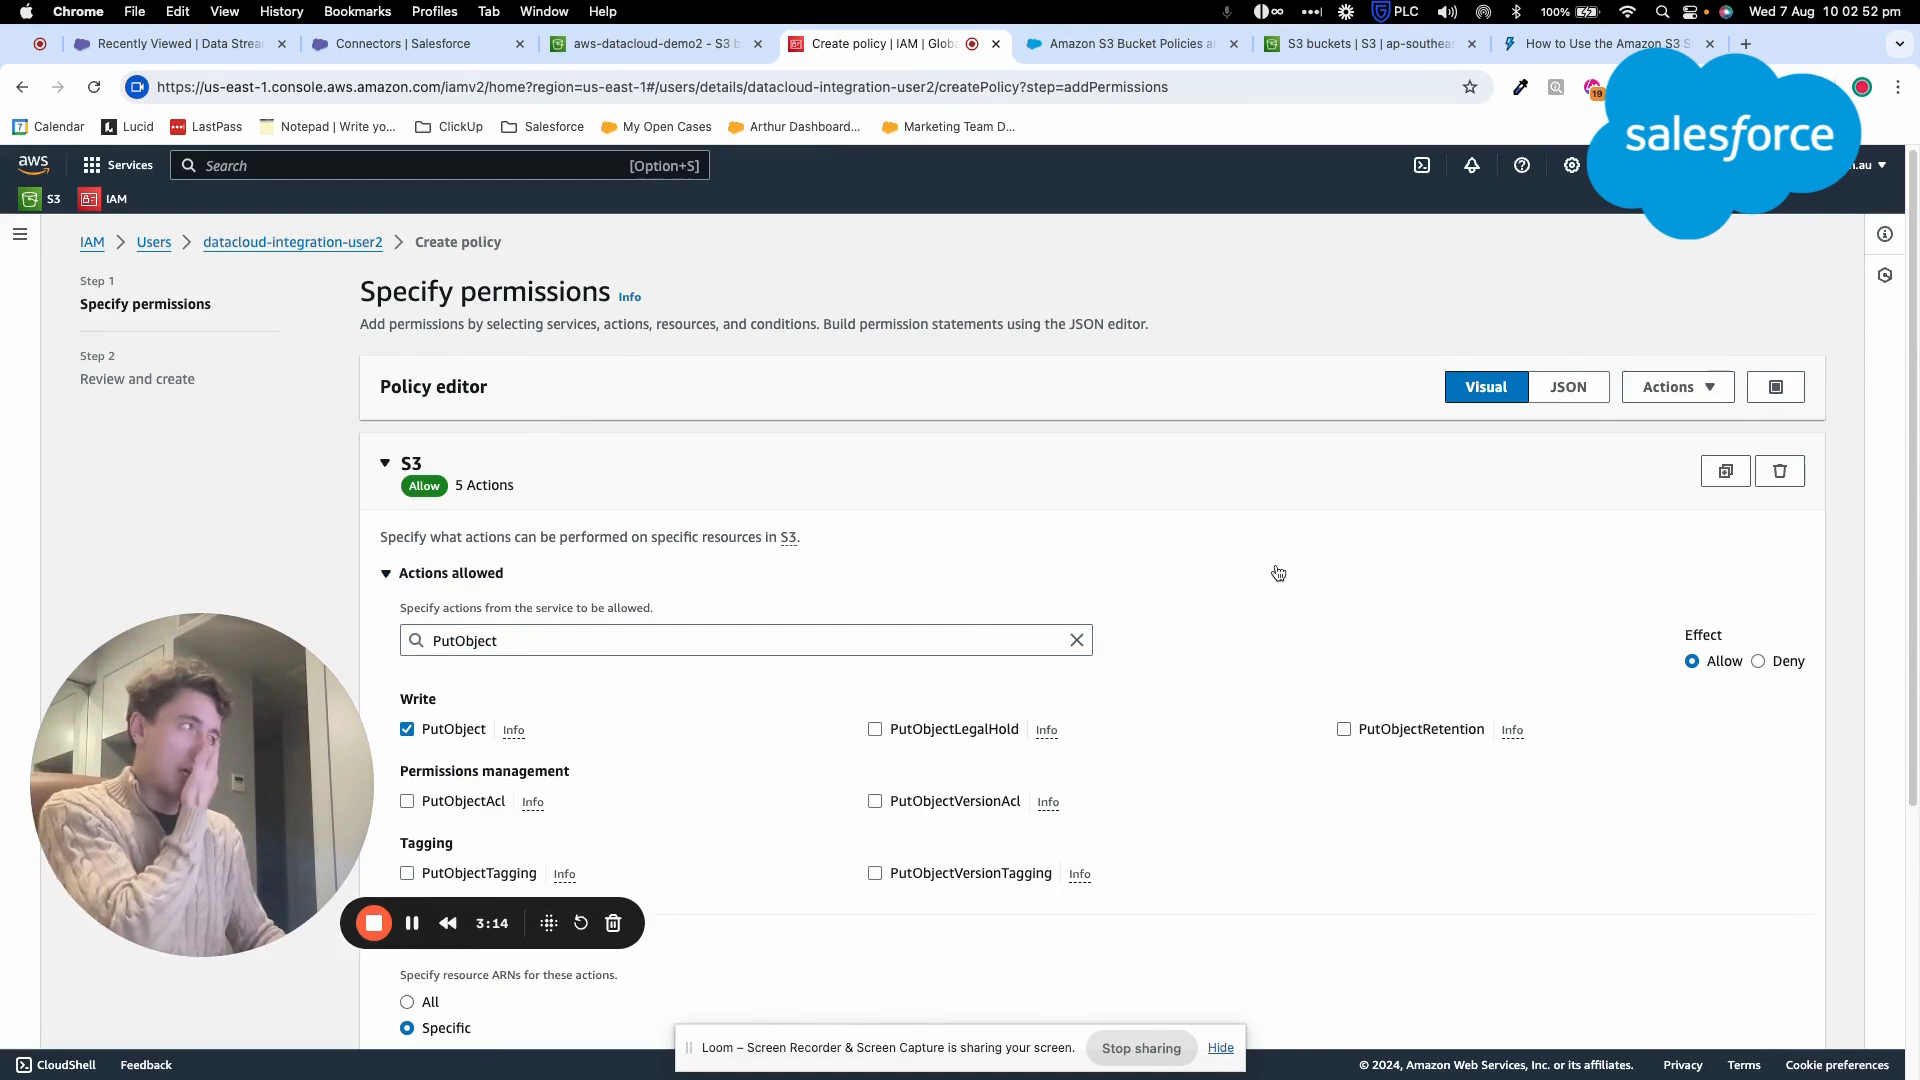 Chrome File Edit View History Bookmarks Profiles Tab Window Help
PLC 100% Wed 7 Aug 10 02 52 pm
Recently Viewed | Data Strea
Connectors | Salesforce
aws-datacloud-demo2 - S3 b
Create policy | IAM | Globa
Amazon S3 Bucket Policies a
S3 buckets | S3 | ap-southea
How to Use the Amazon S3 S
https://us-east-1.console.aws.amazon.com/iamv2/home?region=us-east-1#/users/details/datacloud-integration-user2/createPolicy?step=addPermissions
19
Calendar Lucid LastPass Notepad | Write yo... ClickUp Salesforce My Open Cases Arthur Dashboard... Marketing Team D...
salesforce
aws Services Search [Option+S]
n.au
S3 IAM
IAM Users datacloud-integration-user2 Create policy
Step 1
Specify permissions
Step 2
Review and create
Specify permissions Info
Add permissions by selecting services, actions, resources, and conditions. Build permission statements using the JSON editor.
Policy editor
Visual JSON Actions
S3
Allow 5 Actions
Specify what actions can be performed on specific resources in S3.
Actions allowed
Specify actions from the service to be allowed.
PutObject
Effect
Allow Deny
Write
PutObject Info PutObjectLegalHold Info PutObjectRetention Info
Permissions management
PutObjectAcl Info PutObjectVersionAcl Info
Tagging
PutObjectTagging Info PutObjectVersionTagging Info
3:14
Specify resource ARNs for these actions.
All
Specific
Loom – Screen Recorder & Screen Capture is sharing your screen. Stop sharing Hide
CloudShell Feedback © 2024, Amazon Web Services, Inc. or its affiliates. Privacy Terms Cookie preferences